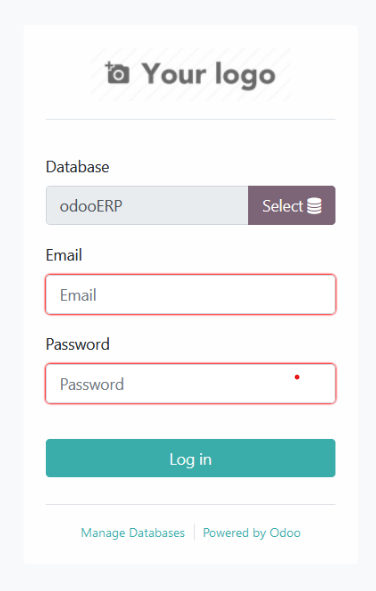 Your logo
Database
odooERP
Select
Email
Email
Password
Password
Log in
Manage Databases
Powered by Odoo